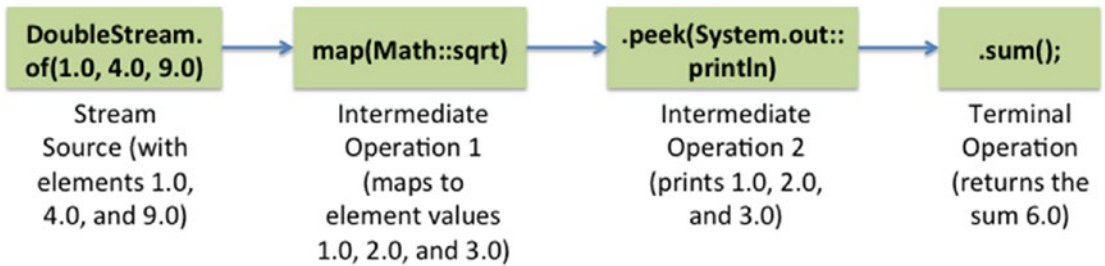 DoubleStream.
of(1.0, 4.0, 9.0)
map(Math::sqrt)
.peek(System.out::
println)
.sum();
Stream
Source (with
elements 1.0,
4.0, and 9.0)
Intermediate
Operation 1
(maps to
element values
1.0, 2.0, and 3.0)
Intermediate
Operation 2
(prints 1.0, 2.0,
and 3.0)
Terminal
Operation
(returns the
sum 6.0)